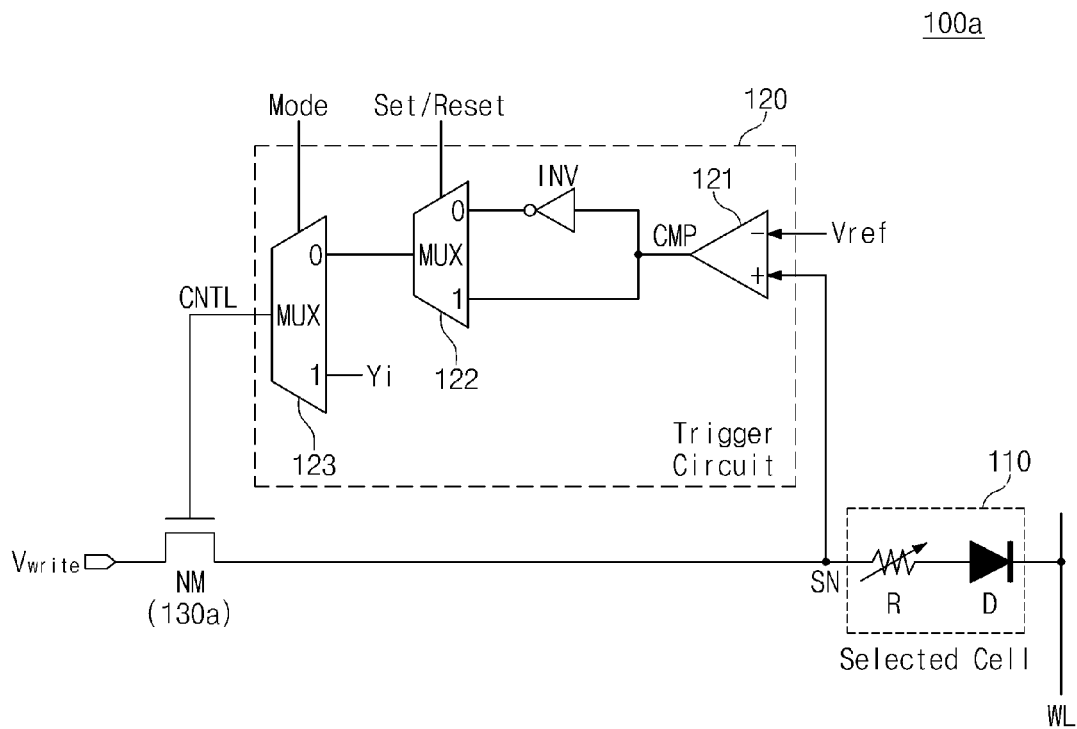 100a
Mode
Set/Reset
120
INV
121
0
CMP
−
Vref
MUX
0
+
1
CNTL
MUX
122
1
Yi
123
Trigger
Circuit
110
Vwrite
NM
(130a)
SN
R
D
Selected Cell
WL